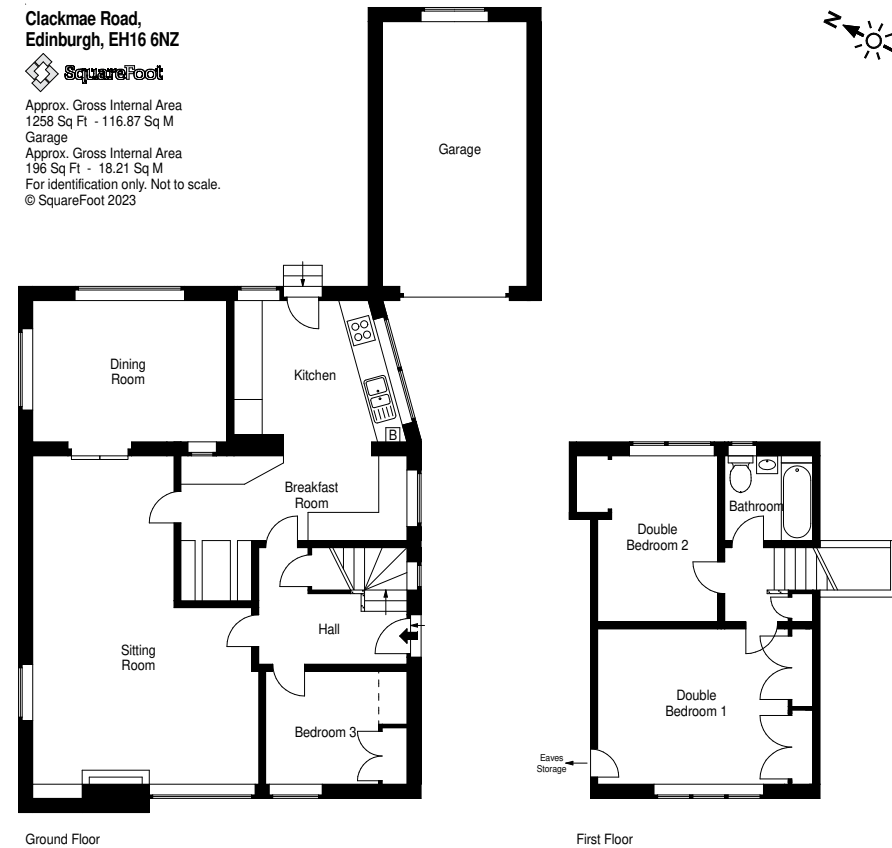 Clackmae Road,
Edinburgh, EH16 6NZ
SquareFoot
Approx. Gross Internal Area
1258 Sq Ft - 116.87 Sq M
Garage
Approx. Gross Internal Area
196 Sq Ft - 18.21 Sq M
For identification only. Not to scale.
© SquareFoot 2023
N
Garage
Dining
Room
Kitchen
B
Breakfast
Room
Hall
Sitting
Room
Bedroom 3
Ground Floor
Bathroom
Double
Bedroom 2
Double
Bedroom 1
Eaves
Storage
First Floor